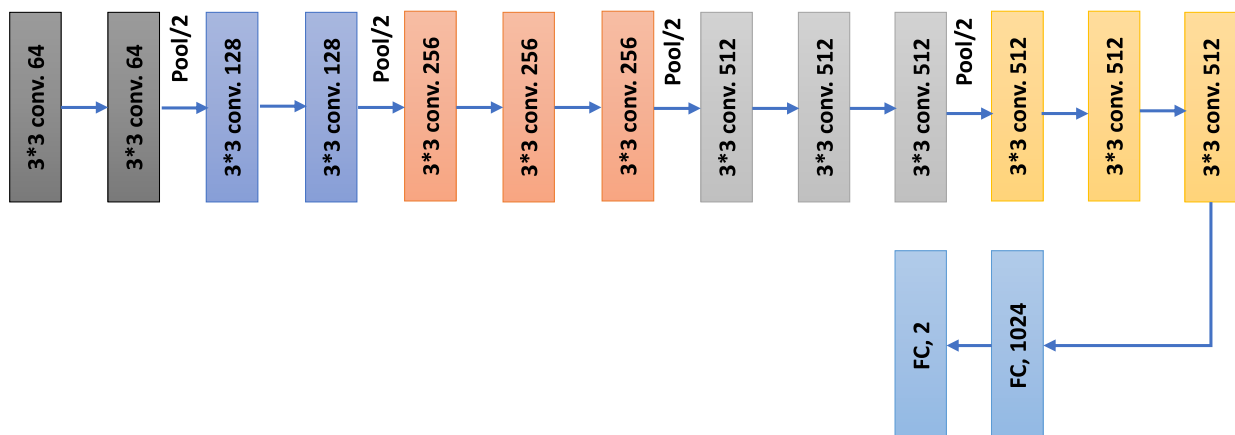 3*3 conv. 64
3*3 conv. 64
Pool/2
3*3 conv. 128
3*3 conv. 128
Pool/2
3*3 conv. 256
3*3 conv. 256
3*3 conv. 256
Pool/2
3*3 conv. 512
3*3 conv. 512
3*3 conv. 512
Pool/2
3*3 conv. 512
3*3 conv. 512
3*3 conv. 512
FC, 1024
FC, 2